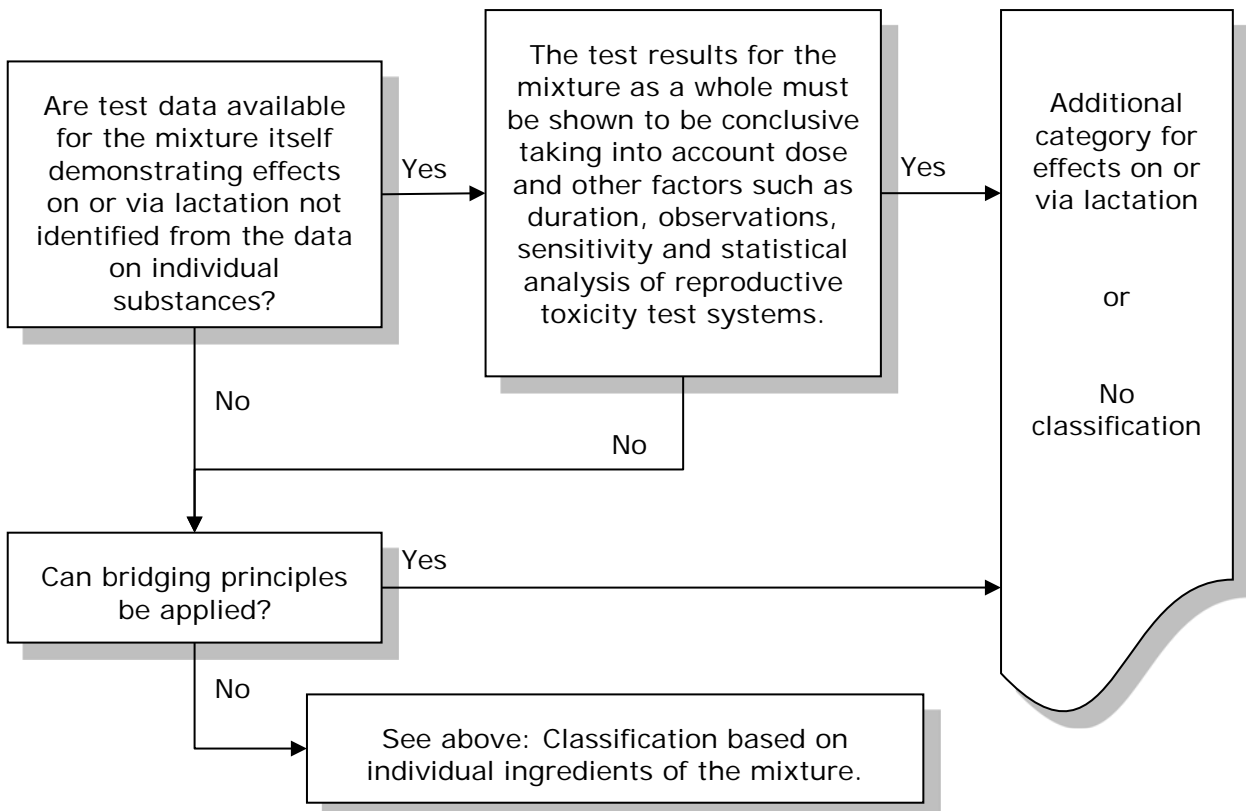 Are test data available
for the mixture itself
demonstrating effects
on or via lactation not
identified from the data
on individual
substances?
Yes
The test results for the
mixture as a whole must
be shown to be conclusive
taking into account dose
and other factors such as
duration, observations,
sensitivity and statistical
analysis of reproductive
toxicity test systems.
Yes
Additional
category for
effects on or
via lactation
or
No
classification
No
No
Can bridging principles
be applied?
Yes
No
See above: Classification based on
individual ingredients of the mixture.